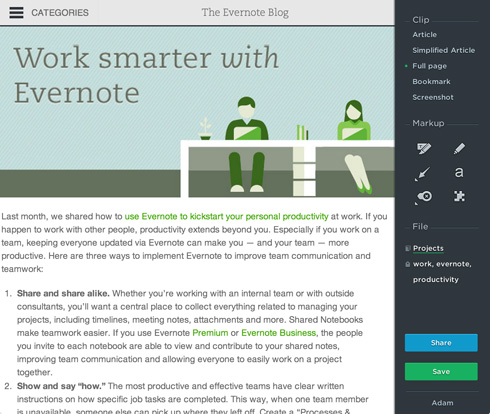 CATEGORIES
The Evernote Blog
Work smarter with
Evernote
Last month, we shared how to use Evernote to kickstart your personal productivity at work. If you
happen to work with other people, productivity extends beyond you. Especially if you work on a
team, keeping everyone updated via Evernote can make you — and your team — more
productive. Here are three ways to implement Evernote to improve team communication and
teamwork:
1. Share and share alike. Whether you're working with an internal team or with outside
consultants, you'll want a central place to collect everything related to managing your
projects, including timelines, meeting notes, attachments and more. Shared Notebooks
make teamwork easier. If you use Evernote Premium or Evernote Business, the people
you invite to each notebook are able to view and contribute to your shared notes,
improving team communication and allowing everyone to easily work on a project
together.
2. Show and say “how.” The most productive and effective teams have clear written
instructions on how specific job tasks are completed. This way, when one team member
is unavailable, someone else can pick up where they left off. Create a “Processes &
Clip
Article
Simplified Article
Full page
Bookmark
Screenshot
Markup
a
File
Projects
work, evernote,
productivity
Share
Save
Adam